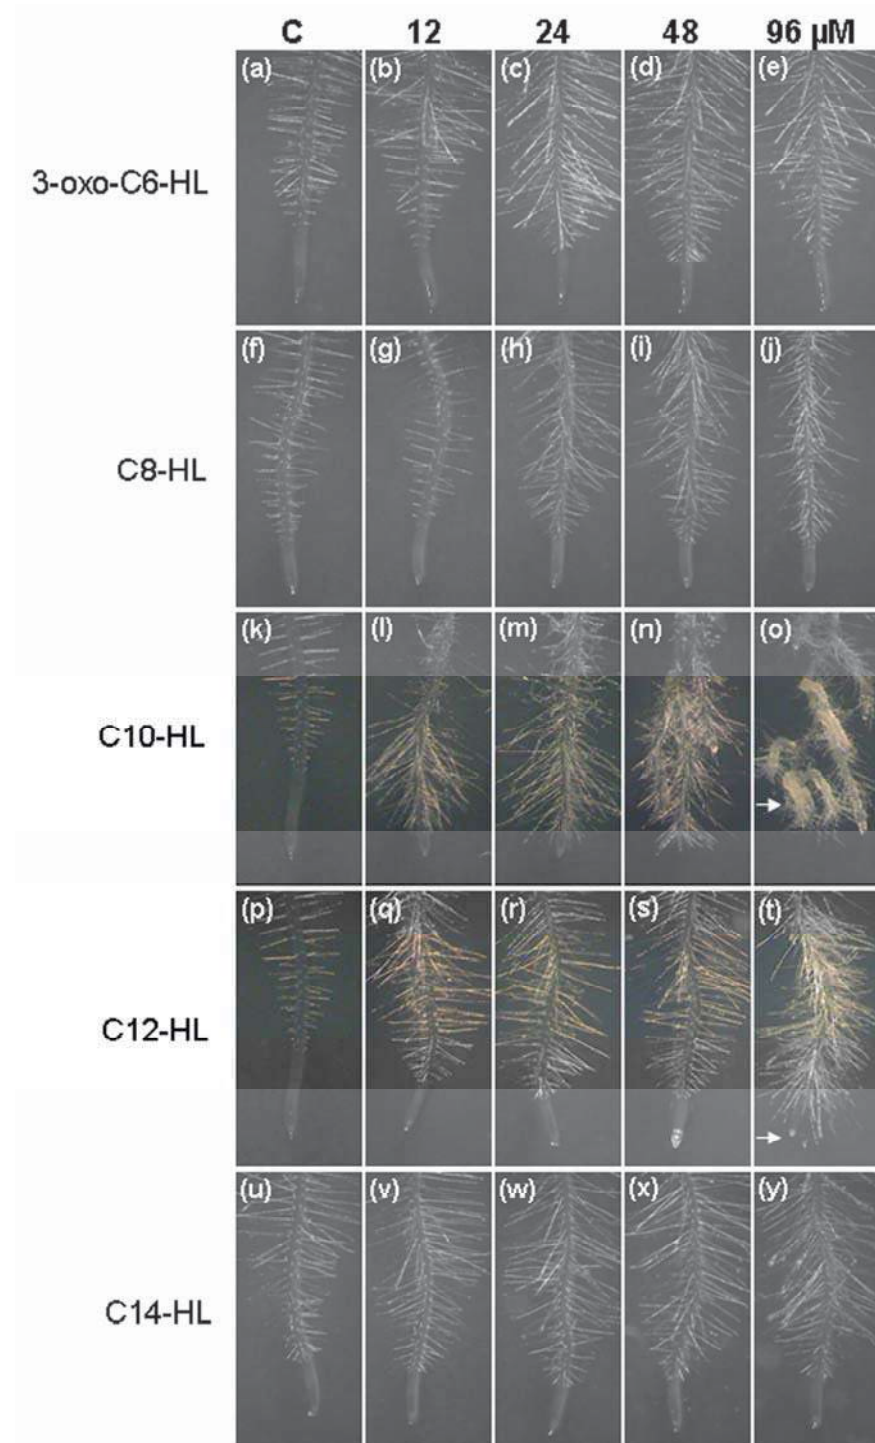 C 12 24 48 96 µM
(a) (b) (c) (d) (e)
3-oxo-C6-HL
(f) (g) (h) (i) (j)
C8-HL
(k) (l) (m) (n) (o)
C10-HL
(p) (q) (r) (s) (t)
C12-HL
(u) (v) (w) (x) (y)
C14-HL